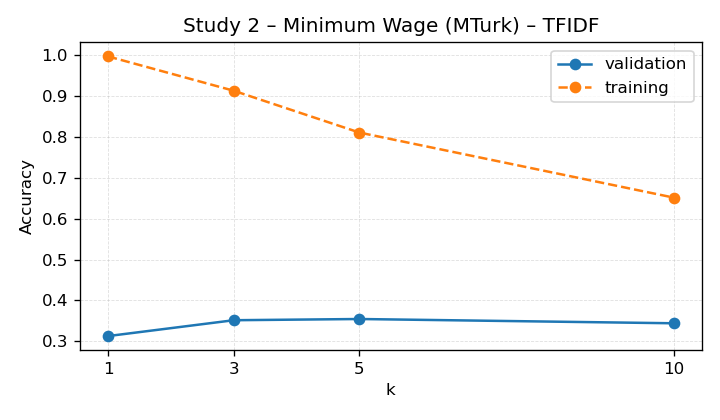 Study 2 – Minimum Wage (MTurk) – TFIDF
validation
training
Accuracy
1.0
0.9
0.8
0.7
0.6
0.5
0.4
0.3
1 3 5 10
k